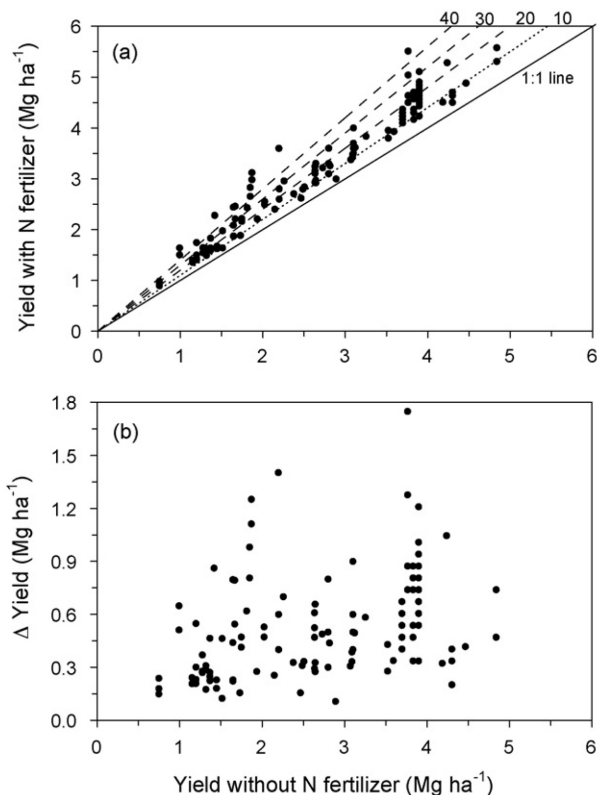 40 30 20 10
6
(a)
1:1 line
5
4
3
2
1
0
Yield with N fertilizer (Mg ha⁻¹)
0 1 2 3 4 5 6
1.8
(b)
1.5
1.2
0.9
0.6
0.3
0.0
Δ Yield (Mg ha⁻¹)
0 1 2 3 4 5 6
Yield without N fertilizer (Mg ha⁻¹)